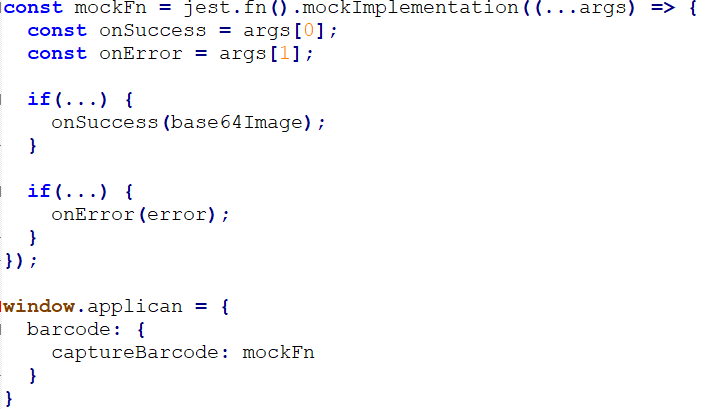 const mockFn = jest.fn().mockImplementation((...args) => {
  const onSuccess = args[0];
  const onError = args[1];

  if(...) {
    onSuccess(base64Image);
  }

  if(...) {
    onError(error);
  }
});

window.applican = {
  barcode: {
    captureBarcode: mockFn
  }
}